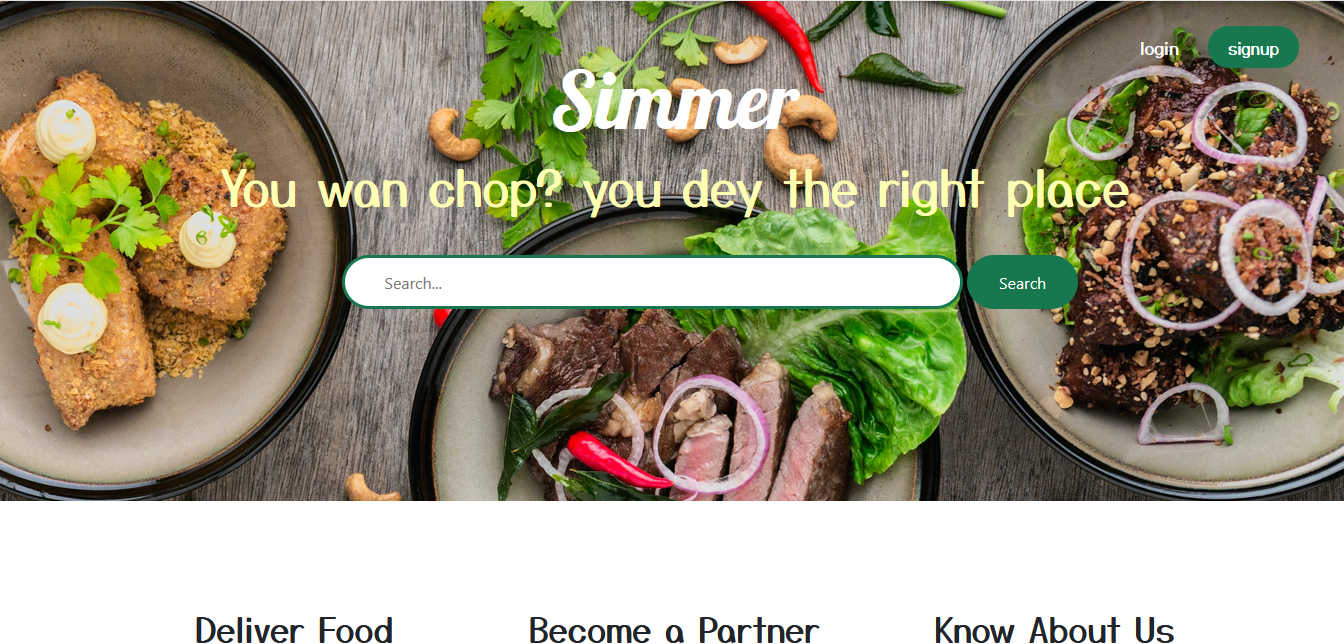 login signup
Simmer
You wan chop? you dey the right place
Search... Search
Deliver Food Become a Partner Know About Us